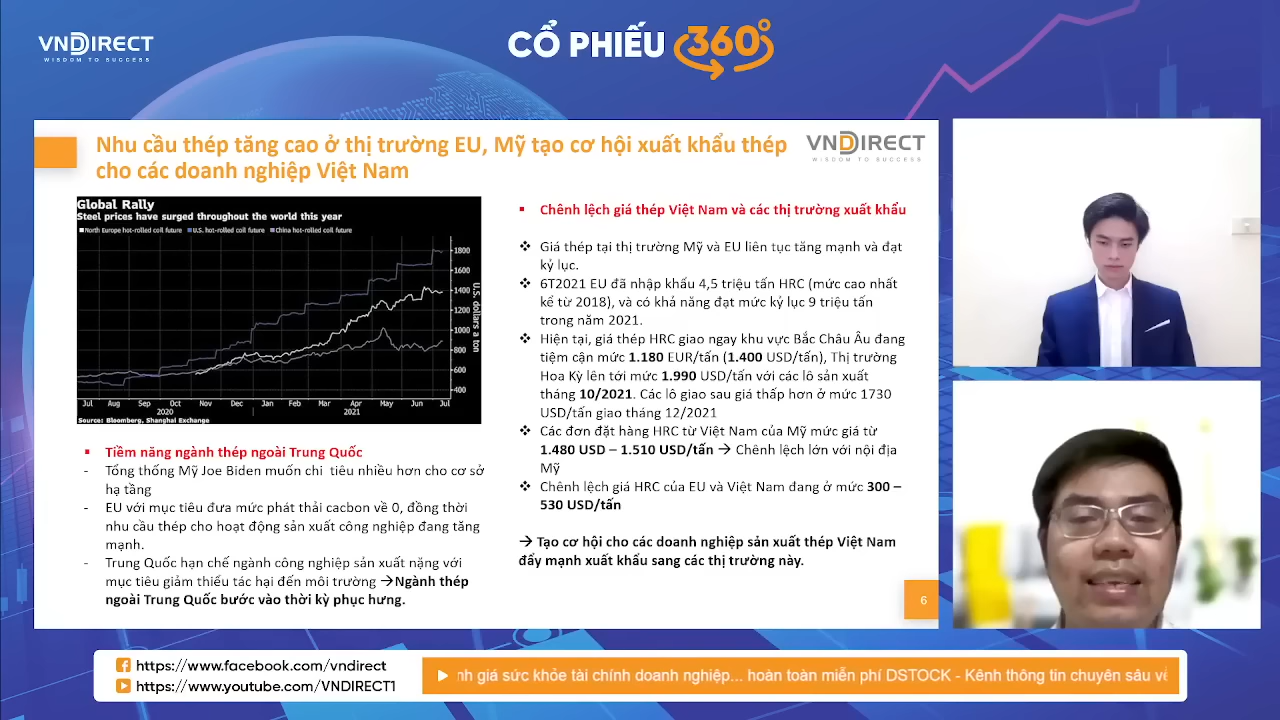 VNDIRECT
WISDOM TO SUCCESS
CỔ PHIẾU 360°
Nhu cầu thép tăng cao ở thị trường EU, Mỹ tạo cơ hội xuất khẩu thép
cho các doanh nghiệp Việt Nam
VNDIRECT
WISDOM TO SUCCESS
Global Rally
Steel prices have surged throughout the world this year
North Europe hot-rolled coil future U.S. hot-rolled coil future China hot-rolled coil future
1800
1600
1400
1200
1000
800
600
400
U.S. dollars a ton
Jul Aug Sep Oct Nov Dec Jan Feb Mar Apr May Jun Jul
2020 2021
Source: Bloomberg, Shanghai Exchange
▪ Tiềm năng ngành thép ngoài Trung Quốc
- Tổng thống Mỹ Joe Biden muốn chi tiêu nhiều hơn cho cơ sở
hạ tầng
- EU với mục tiêu đưa mức phát thải cacbon về 0, đồng thời
nhu cầu thép cho hoạt động sản xuất công nghiệp đang tăng
mạnh.
- Trung Quốc hạn chế ngành công nghiệp sản xuất nặng với
mục tiêu giảm thiểu tác hại đến môi trường →Ngành thép
ngoài Trung Quốc bước vào thời kỳ phục hưng.
▪ Chênh lệch giá thép Việt Nam và các thị trường xuất khẩu
❖ Giá thép tại thị trường Mỹ và EU liên tục tăng mạnh và đạt
kỷ lục.
❖ 6T2021 EU đã nhập khẩu 4,5 triệu tấn HRC (mức cao nhất
kể từ 2018), và có khả năng đạt mức kỷ lục 9 triệu tấn
trong năm 2021.
❖ Hiện tại, giá thép HRC giao ngay khu vực Bắc Châu Âu đang
tiệm cận mức 1.180 EUR/tấn (1.400 USD/tấn), Thị trường
Hoa Kỳ lên tới mức 1.990 USD/tấn với các lô sản xuất
tháng 10/2021. Các lô giao sau giá thấp hơn ở mức 1730
USD/tấn giao tháng 12/2021
❖ Các đơn đặt hàng HRC từ Việt Nam của Mỹ mức giá từ
1.480 USD – 1.510 USD/tấn → Chênh lệch lớn với nội địa
Mỹ
❖ Chênh lệch giá HRC của EU và Việt Nam đang ở mức 300 –
530 USD/tấn
→ Tạo cơ hội cho các doanh nghiệp sản xuất thép Việt Nam
đẩy mạnh xuất khẩu sang các thị trường này.
6
https://www.facebook.com/vndirect
https://www.youtube.com/VNDIRECT1
nh giá sức khỏe tài chính doanh nghiệp... hoàn toàn miễn phí DSTOCK - Kênh thông tin chuyên sâu về